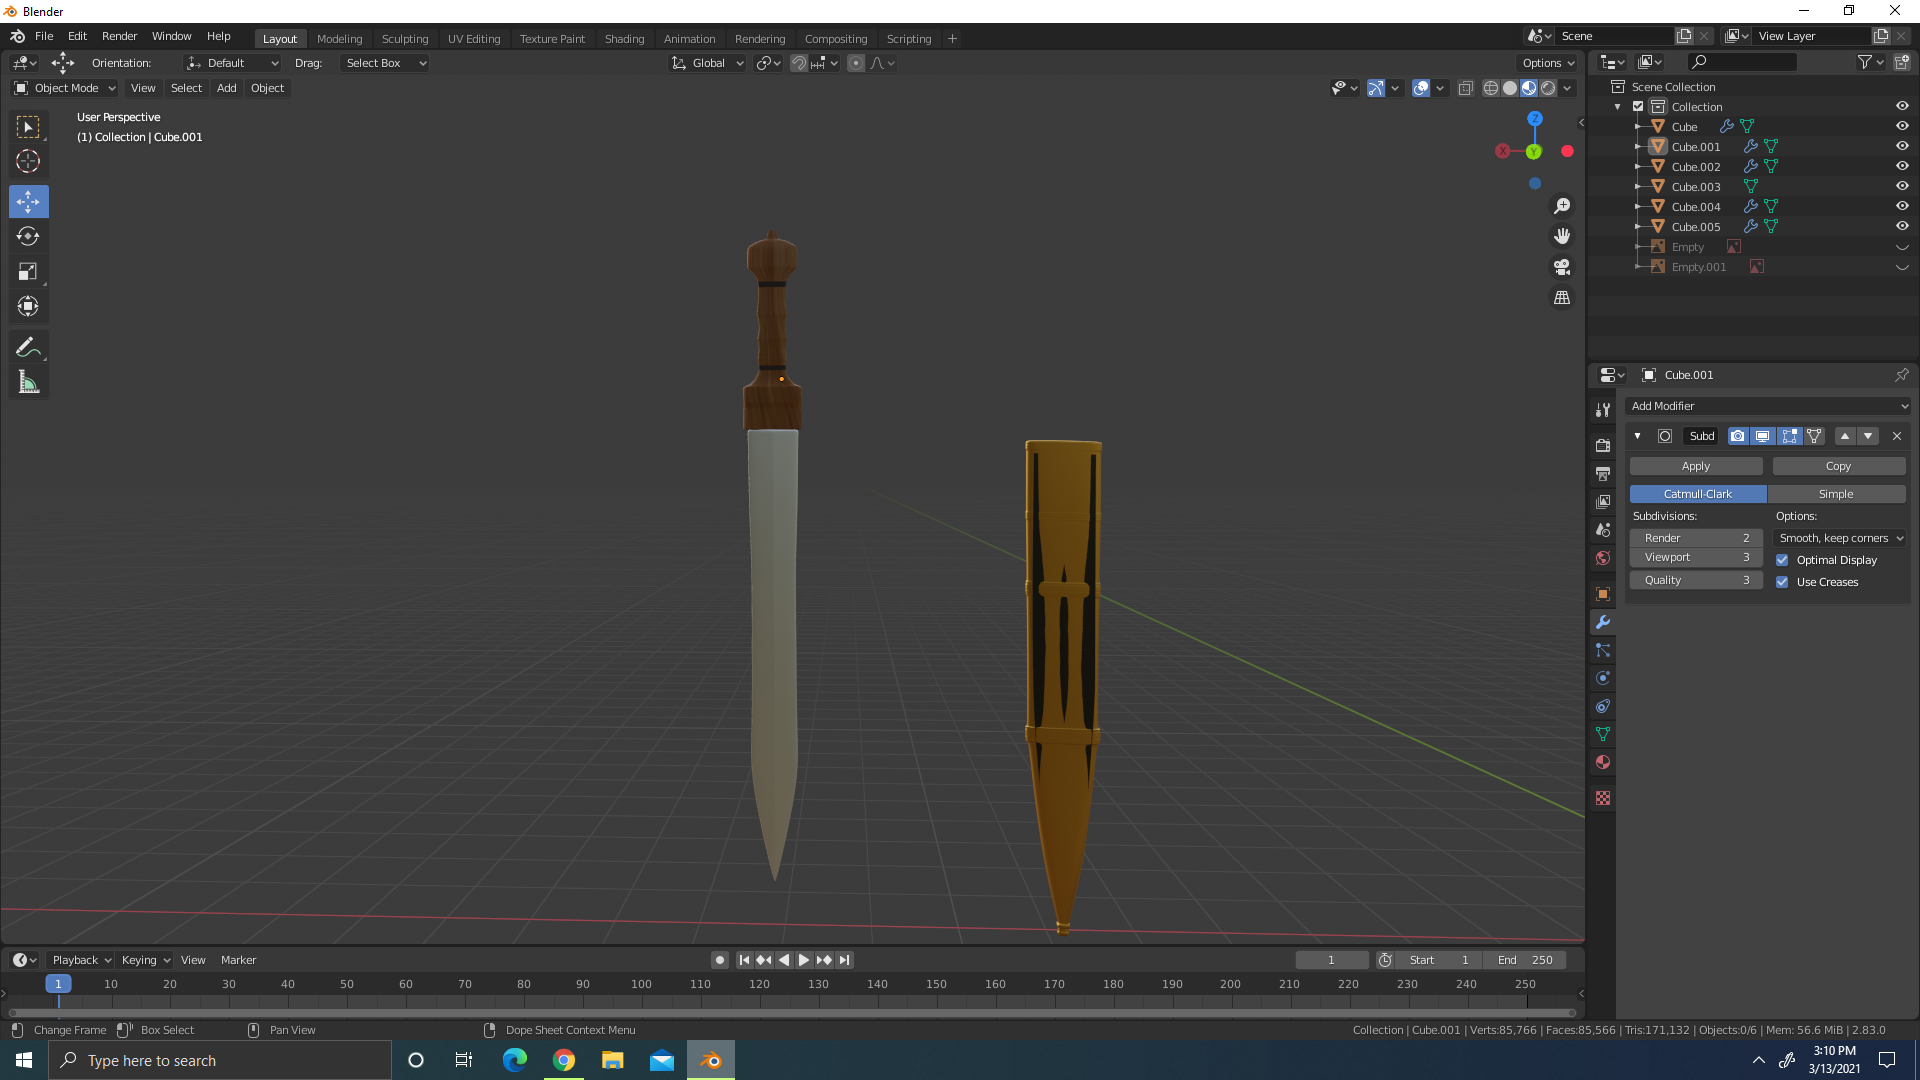 Blender
File Edit Render Window Help
Layout Modeling Sculpting UV Editing Texture Paint Shading Animation Rendering Compositing Scripting +
Scene
View Layer
Orientation: Default Drag: Select Box
Global
Options
Object Mode View Select Add Object
User Perspective
(1) Collection | Cube.001
Z
X
Y
Scene Collection
Collection
Cube
Cube.001
Cube.002
Cube.003
Cube.004
Cube.005
Empty
Empty.001
Cube.001
Add Modifier
Subd
Apply Copy
Catmull-Clark Simple
Subdivisions: Options:
Render 2 Smooth, keep corners
Viewport 3 Optimal Display
Quality 3 Use Creases
Playback Keying View Marker
1 Start 1 End 250
1 10 20 30 40 50 60 70 80 90 100 110 120 130 140 150 160 170 180 190 200 210 220 230 240 250
Change Frame Box Select Pan View Dope Sheet Context Menu
Collection | Cube.001 | Verts:85,766 | Faces:85,566 | Tris:171,132 | Objects:0/6 | Mem: 56.6 MiB | 2.83.0
Type here to search
3:10 PM
3/13/2021